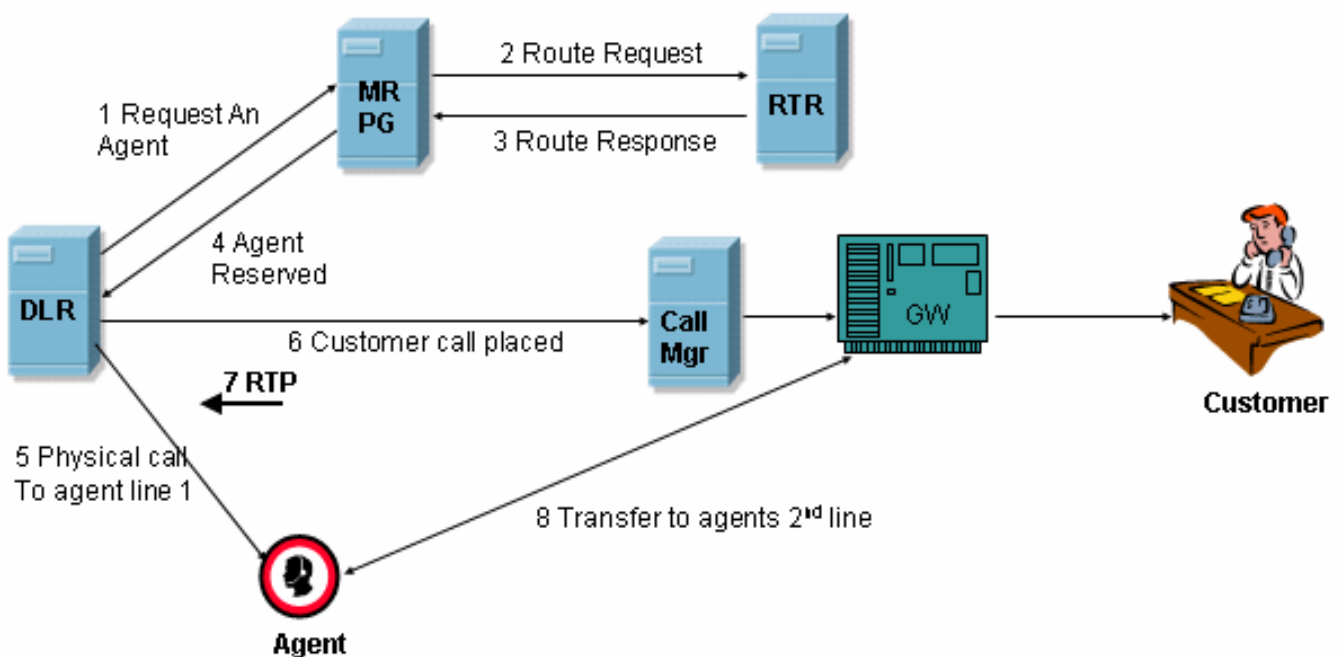 2 Route Request
MR
PG
RTR
1 Request An
Agent
3 Route Response
4 Agent
Reserved
DLR
Call
Mgr
GW
6 Customer call placed
7 RTP
Customer
5 Physical call
To agent line 1
8 Transfer to agents 2nd line
Agent